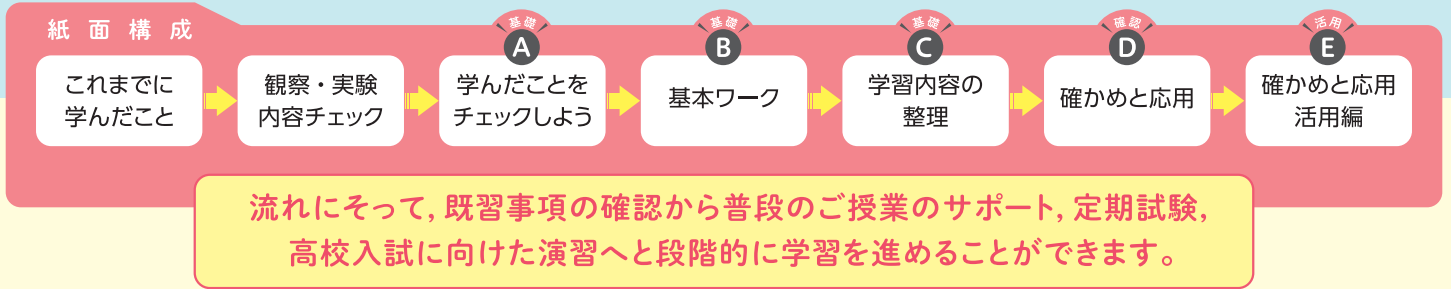 紙面構成
これまでに
学んだこと
観察・実験
内容チェック
基礎
A
学んだことを
チェックしよう
基礎
B
基本ワーク
基礎
C
学習内容の
整理
確認
D
確かめと応用
活用
E
確かめと応用
活用編
流れにそって,既習事項の確認から普段のご授業のサポート,定期試験,
高校入試に向けた演習へと段階的に学習を進めることができます。